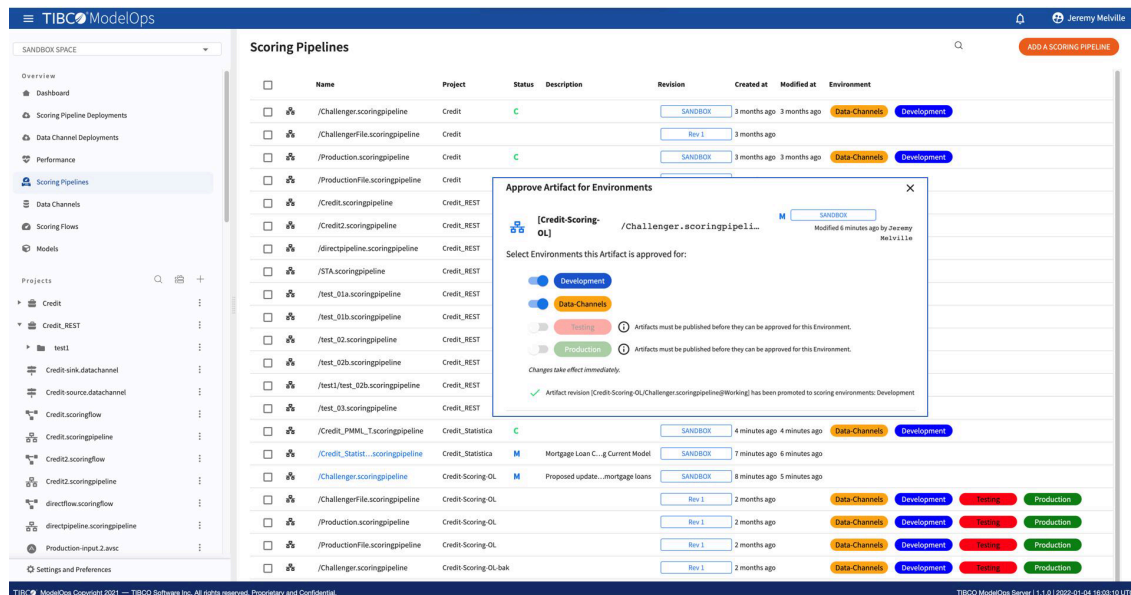 TIBCO ModelOps
Jeremy Melville
SANDBOX SPACE
Overview
Dashboard
Scoring Pipeline Deployments
Data Channel Deployments
Performance
Scoring Pipelines
Data Channels
Scoring Flows
Models
Projects
Credit
Credit_REST
test1
Credit-sink.datachannel
Credit-source.datachannel
Credit.scoringflow
Credit.scoringpipeline
Credit2.scoringflow
Credit2.scoringpipeline
directflow.scoringflow
directpipeline.scoringpipeline
Production-input.2.avsc
Settings and Preferences
Scoring Pipelines
ADD A SCORING PIPELINE
Name Project Status Description Revision Created at Modified at Environment
/Challenger.scoringpipeline Credit C SANDBOX 3 months ago 3 months ago Data-Channels Development
/ChallengerFile.scoringpipeline Credit Rev 1 3 months ago
/Production.scoringpipeline Credit C SANDBOX 3 months ago 3 months ago Data-Channels Development
/ProductionFile.scoringpipeline Credit
/Credit.scoringpipeline Credit_REST
/Credit2.scoringpipeline Credit_REST
/directpipeline.scoringpipeline Credit_REST
/STA.scoringpipeline Credit_REST
/test_01a.scoringpipeline Credit_REST
/test_01b.scoringpipeline Credit_REST
/test_02.scoringpipeline Credit_REST
/test_02b.scoringpipeline Credit_REST
/test1/test_02b.scoringpipeline Credit_REST
/test_03.scoringpipeline Credit_REST
/Credit_PMML_T.scoringpipeline Credit_Statistica C SANDBOX 4 minutes ago 4 minutes ago Data-Channels Development
/Credit_Statist...scoringpipeline Credit_Statistica M Mortgage Loan C...g Current Model SANDBOX 7 minutes ago 6 minutes ago
/Challenger.scoringpipeline Credit-Scoring-OL M Proposed update...mortgage loans SANDBOX 8 minutes ago 5 minutes ago
/ChallengerFile.scoringpipeline Credit-Scoring-OL Rev 1 2 months ago Data-Channels Development Testing Production
/Production.scoringpipeline Credit-Scoring-OL Rev 1 2 months ago Data-Channels Development Testing Production
/ProductionFile.scoringpipeline Credit-Scoring-OL Rev 1 2 months ago Data-Channels Development Testing Production
/Challenger.scoringpipeline Credit-Scoring-OL-bak Rev 1 2 months ago Data-Channels Development Testing Production
Approve Artifact for Environments
[Credit-Scoring-
OL]
/Challenger.scoringpipeli...
M SANDBOX
Modified 6 minutes ago by Jeremy
Melville
Select Environments this Artifact is approved for:
Development
Data-Channels
Testing Artifacts must be published before they can be approved for this Environment.
Production Artifacts must be published before they can be approved for this Environment.
Changes take effect immediately.
Artifact revision [Credit-Scoring-OL/Challenger.scoringpipeline@Working] has been promoted to scoring environments: Development
TIBCO ModelOps Copyright 2021 — TIBCO Software Inc. All rights reserved. Proprietary and Confidential.
TIBCO ModelOps Server | 1.1.0 | 2022-01-04 16:03:10 UTC